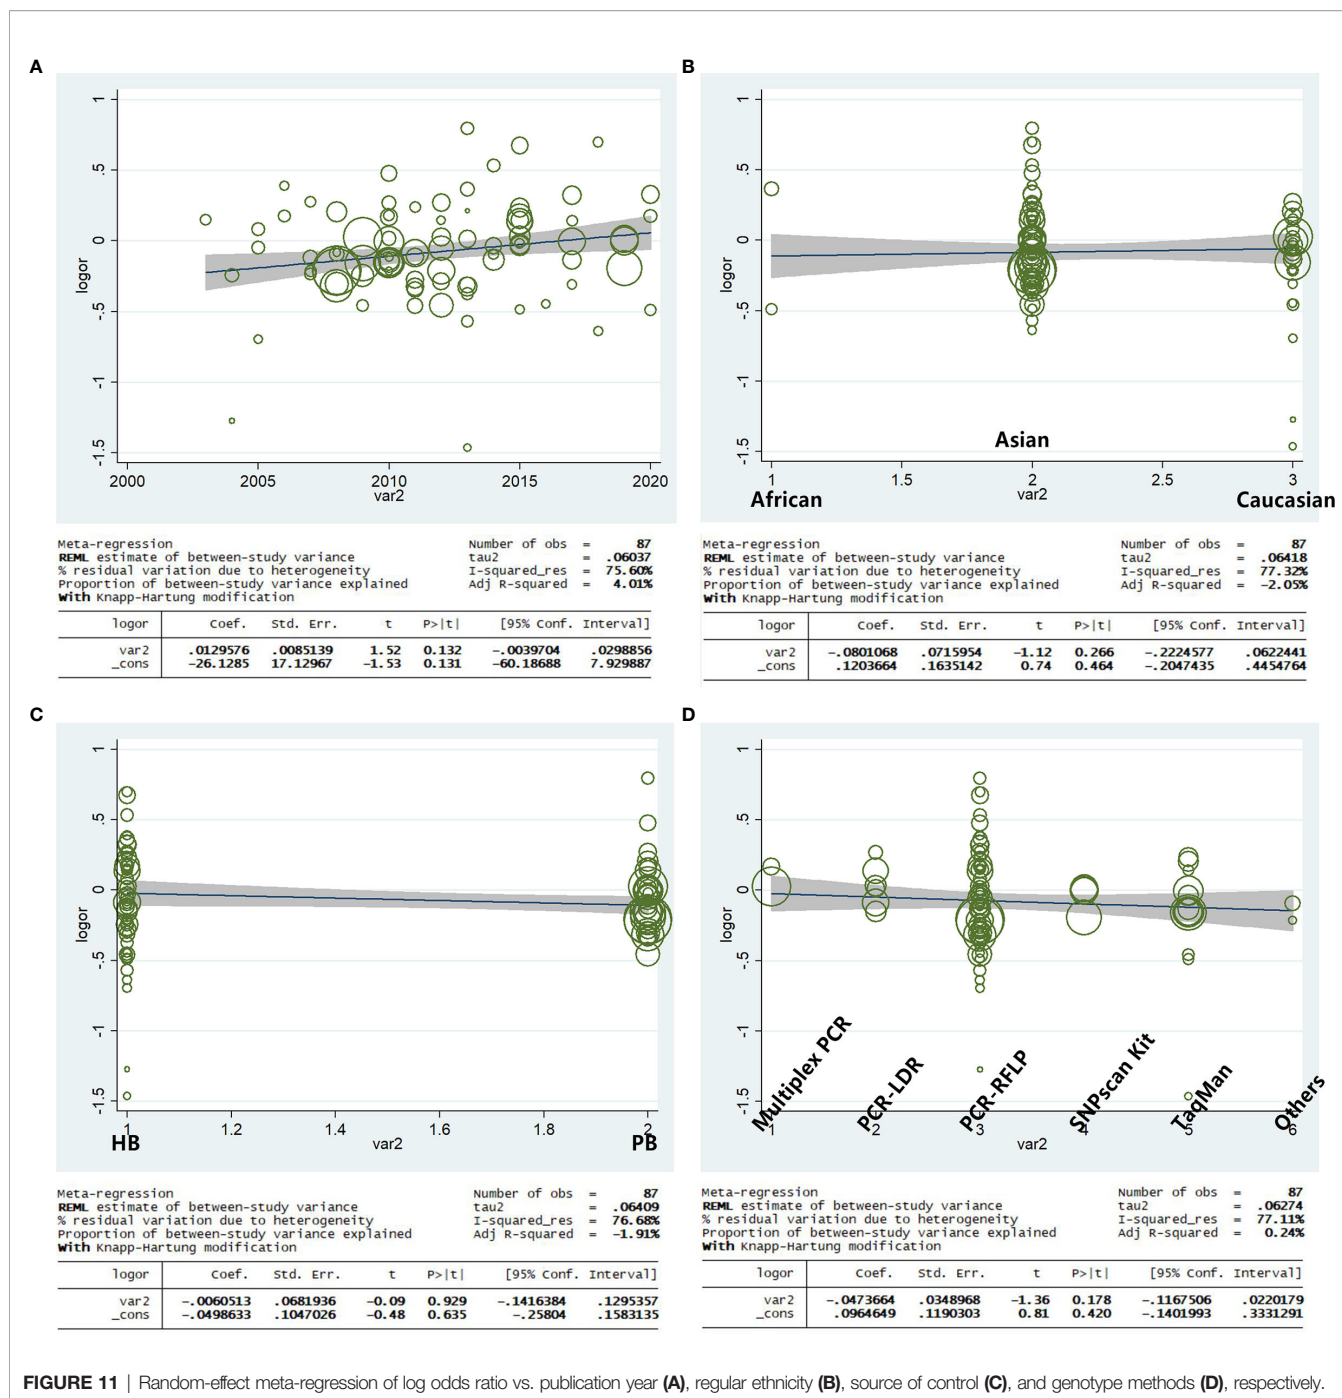 A
logor
1
.5
0
-.5
-1
-1.5
2000 2005 2010 2015 2020
var2
Meta-regression Number of obs = 87
REML estimate of between-study variance tau2 = .06037
% residual variation due to heterogeneity I-squared_res = 75.60%
Proportion of between-study variance explained Adj R-squared = 4.01%
With Knapp-Hartung modification
logor Coef. Std. Err. t P>|t| [95% Conf. Interval]
var2 .0129576 .0085139 1.52 0.132 -.0039704 .0298856
_cons -26.1285 17.12967 -1.53 0.131 -60.18688 7.929887
B
logor
1
.5
0
-.5
-1
-1.5
Asian
1 1.5 2 2.5 3
African var2 Caucasian
Meta-regression Number of obs = 87
REML estimate of between-study variance tau2 = .06418
% residual variation due to heterogeneity I-squared_res = 77.32%
Proportion of between-study variance explained Adj R-squared = -2.05%
With Knapp-Hartung modification
logor Coef. Std. Err. t P>|t| [95% Conf. Interval]
var2 -.0801068 .0715954 -1.12 0.266 -.2224577 .0622441
_cons .1203664 .1635142 0.74 0.464 -.2047435 .4454764
C
logor
1
.5
0
-.5
-1
-1.5
1 1.2 1.4 1.6 1.8 2
HB var2 PB
Meta-regression Number of obs = 87
REML estimate of between-study variance tau2 = .06409
% residual variation due to heterogeneity I-squared_res = 76.68%
Proportion of between-study variance explained Adj R-squared = -1.91%
With Knapp-Hartung modification
logor Coef. Std. Err. t P>|t| [95% Conf. Interval]
var2 -.0060513 .0681936 -0.09 0.929 -.1416384 .1295357
_cons -.0498633 .1047026 -0.48 0.635 -.25804 .1583135
D
logor
1
.5
0
-.5
-1
-1.5
Multiplex PCR
PCR-LDR
PCR-RFLP
SNPscan Kit
TaqMan
Others
1 2 3 4 5 6
var2
Meta-regression Number of obs = 87
REML estimate of between-study variance tau2 = .06274
% residual variation due to heterogeneity I-squared_res = 77.11%
Proportion of between-study variance explained Adj R-squared = 0.24%
With Knapp-Hartung modification
logor Coef. Std. Err. t P>|t| [95% Conf. Interval]
var2 -.0473664 .0348968 -1.36 0.178 -.1167506 .0220179
_cons .0964649 .1190303 0.81 0.420 -.1401993 .3331291
FIGURE 11 | Random-effect meta-regression of log odds ratio vs. publication year (A), regular ethnicity (B), source of control (C), and genotype methods (D), respectively.